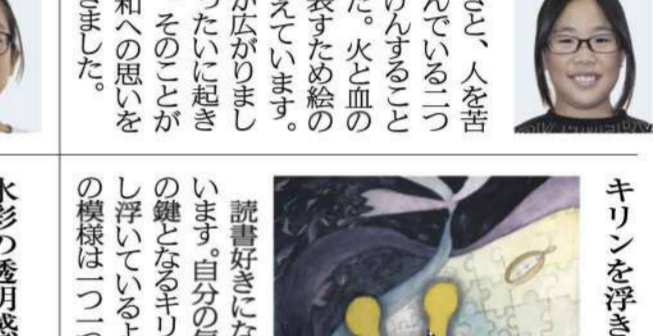 さと、人を苦
んでいる二つ
けんすること
た。火と血の
表すため絵の
えています。
が広がりまし
ったいに起き
。そのことが
和への思いを
きました。
キリンを浮き
読書好きにな
います。自分の気
の鍵となるキリ
し浮いているよ
の模様は一つ一つ
水彩の透明感